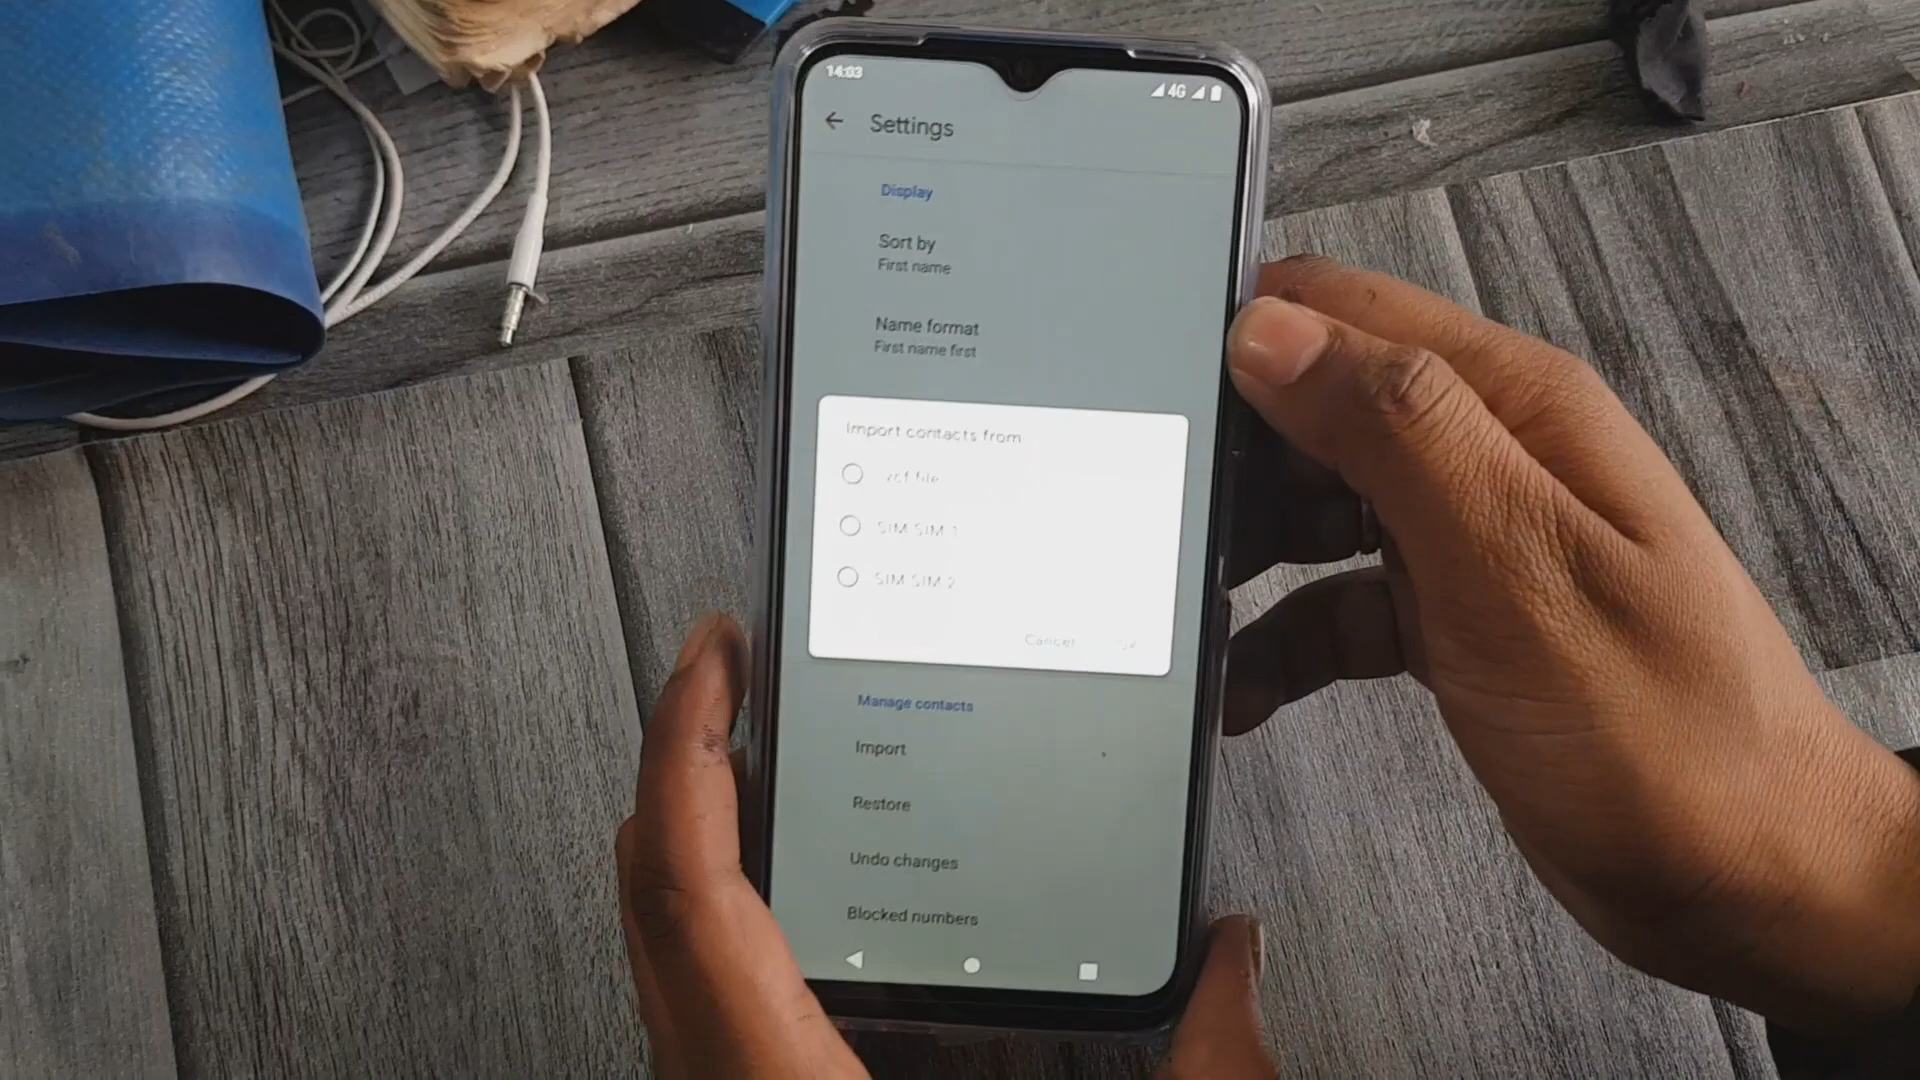 14:03
4G
Settings
Display
Sort by
First name
Name format
First name first
Import contacts from
.vcf file
SIM SIM 1
SIM SIM 2
Cancel OK
Manage contacts
Import
Restore
Undo changes
Blocked numbers